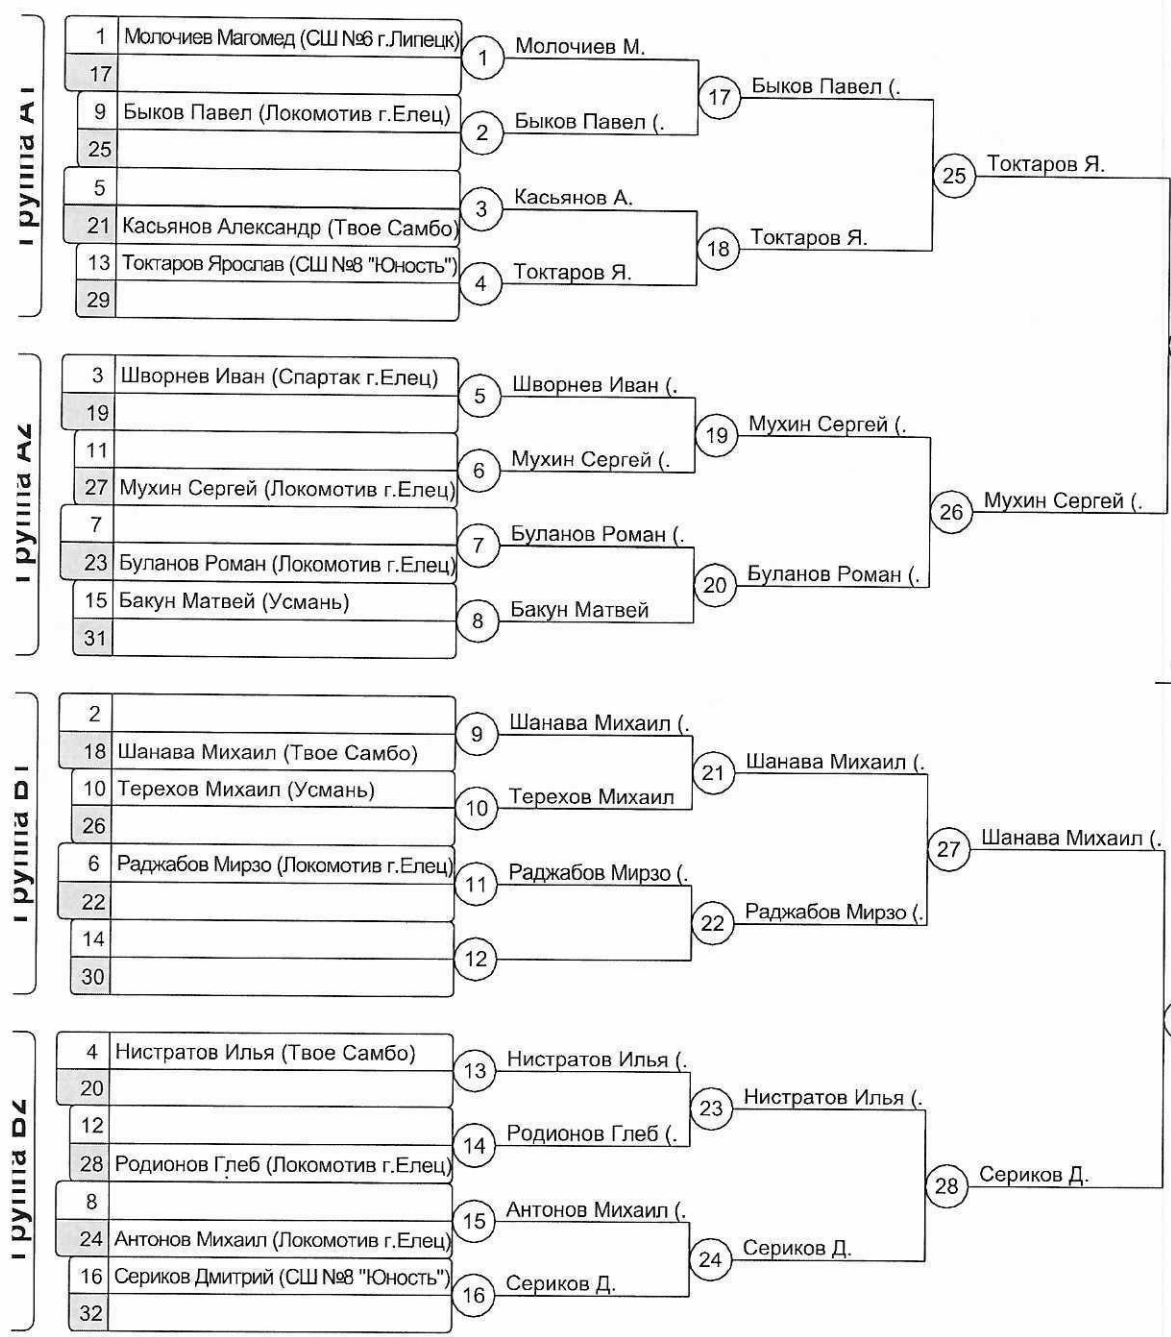 Группа А1
1 Молочиев Магомед (СШ №6 г.Липецк)
17
9 Быков Павел (Локомотив г.Елец)
25
5
21 Касьянов Александр (Твое Самбо)
13 Токтаров Ярослав (СШ №8 "Юность")
29
1 Молочиев М.
2 Быков Павел (.
3 Касьянов А.
4 Токтаров Я.
17 Быков Павел (.
18 Токтаров Я.
25 Токтаров Я.
Группа А2
3 Шворнев Иван (Спартак г.Елец)
19
11
27 Мухин Сергей (Локомотив г.Елец)
7
23 Буланов Роман (Локомотив г.Елец)
15 Бакун Матвей (Усмань)
31
5 Шворнев Иван (.
6 Мухин Сергей (.
7 Буланов Роман (.
8 Бакун Матвей
19 Мухин Сергей (.
20 Буланов Роман (.
26 Мухин Сергей (.
Группа В1
2
18 Шанава Михаил (Твое Самбо)
10 Терехов Михаил (Усмань)
26
6 Раджабов Мирзо (Локомотив г.Елец)
22
14
30
9 Шанава Михаил (.
10 Терехов Михаил
11 Раджабов Мирзо (.
12
21 Шанава Михаил (.
22 Раджабов Мирзо (.
27 Шанава Михаил (.
Группа В2
4 Нистратов Илья (Твое Самбо)
20
12
28 Родионов Глеб (Локомотив г.Елец)
8
24 Антонов Михаил (Локомотив г.Елец)
16 Сериков Дмитрий (СШ №8 "Юность")
32
13 Нистратов Илья (.
14 Родионов Глеб (.
15 Антонов Михаил (.
16 Сериков Д.
23 Нистратов Илья (.
24 Сериков Д.
28 Сериков Д.